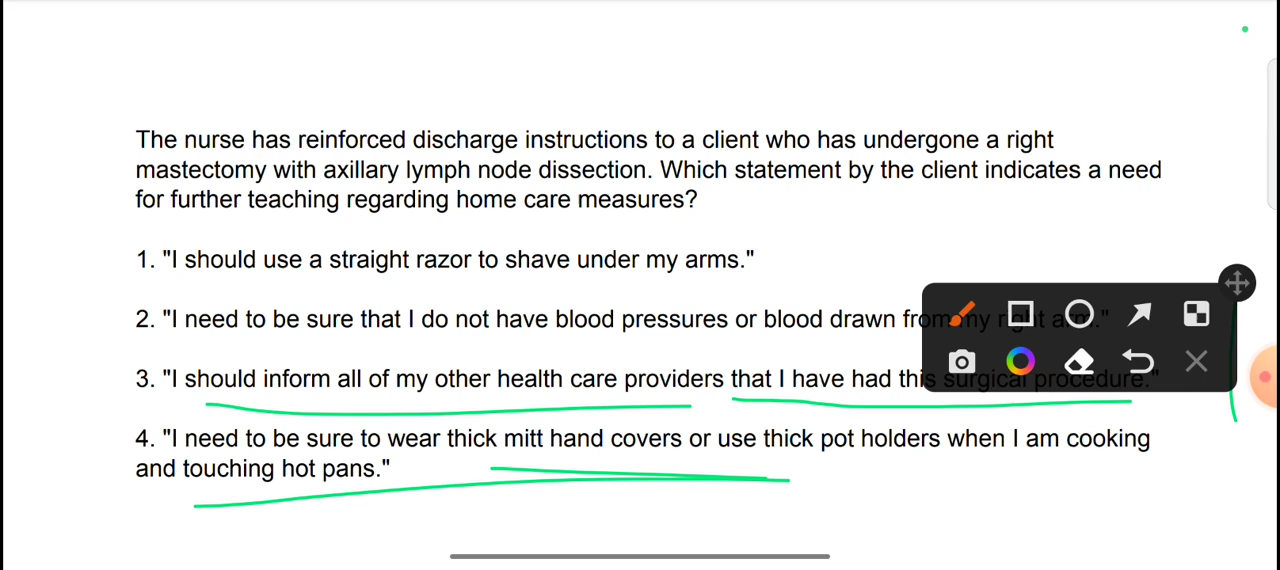 The nurse has reinforced discharge instructions to a client who has undergone a right
mastectomy with axillary lymph node dissection. Which statement by the client indicates a need
for further teaching regarding home care measures?
1. "I should use a straight razor to shave under my arms."
2. "I need to be sure that I do not have blood pressures or blood drawn from my right arm."
3. "I should inform all of my other health care providers that I have had this surgical procedure."
4. "I need to be sure to wear thick mitt hand covers or use thick pot holders when I am cooking
and touching hot pans."